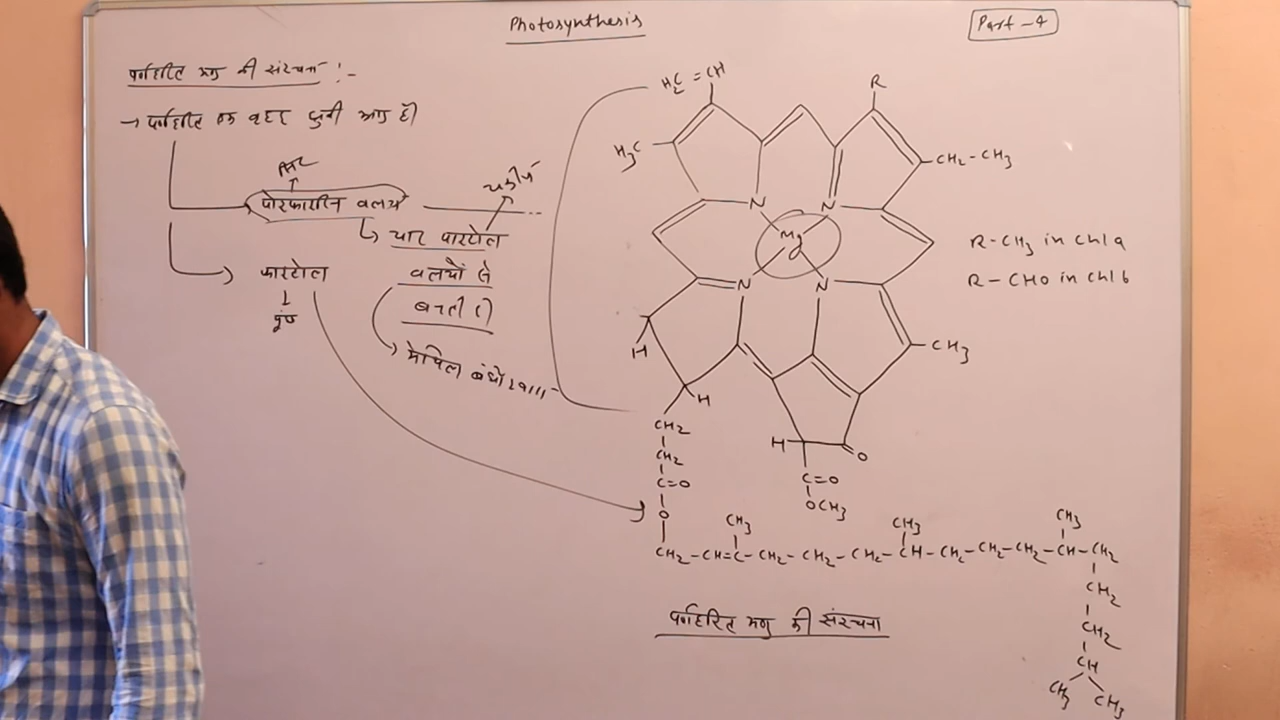 Photosynthesis
Part-4
पर्णहरित अणु की संरचना :-
→ पर्णहरित एक
पोरफायरिन वलय
→ चार पायरोल
वलयों से
बनती
फायटोल
पूंछ
मेथिल बंधों द्वारा
H2C=CH
H3C
R
CH2-CH3
N N
Mg
N N
R-CH3 in Chl a
R-CHO in Chl b
H
CH3
H
CH2
CH2
C=O
O
H
O
C=O
OCH3
CH3 CH3 CH3
CH2-CH=C-CH2-CH2-CH2-CH-CH2-CH2-CH2-CH-CH2
CH2
CH2
CH
CH3 CH3
पर्णहरित अणु की संरचना